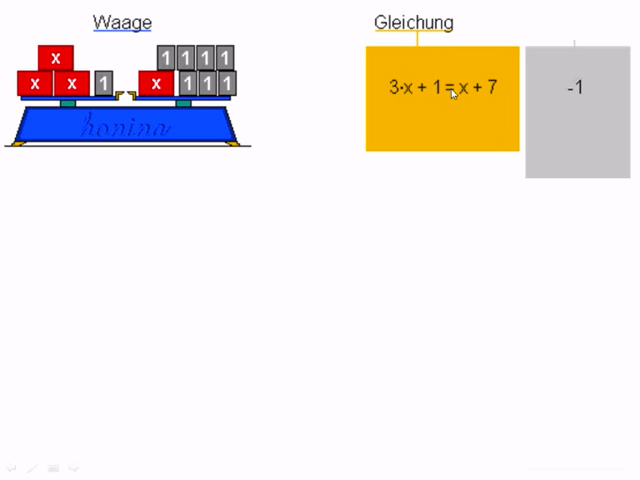 Waage
Gleichung
x 1 1 1 1
x x 1 x 1 1 1
3·x + 1 = x + 7
-1
honina